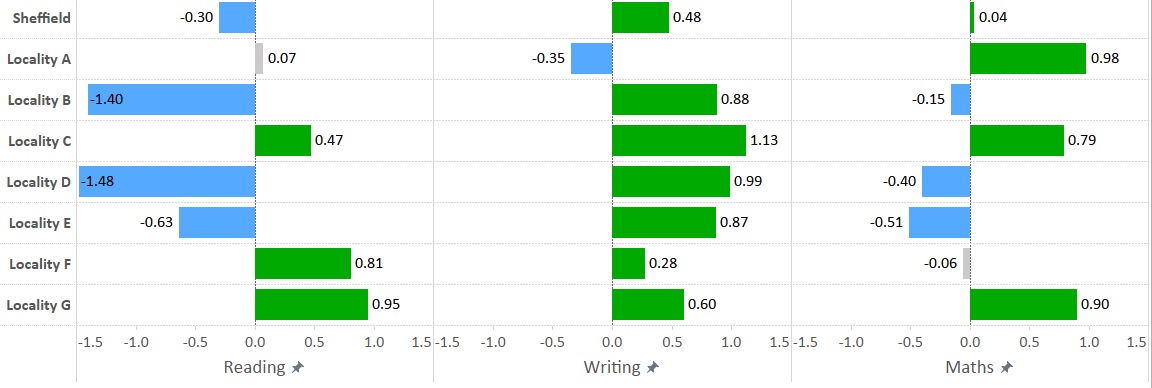 Sheffield -0.30 0.48 0.04
Locality A 0.07 -0.35 0.98
Locality B -1.40 0.88 -0.15
Locality C 0.47 1.13 0.79
Locality D -1.48 0.99 -0.40
Locality E -0.63 0.87 -0.51
Locality F 0.81 0.28 -0.06
Locality G 0.95 0.60 0.90
-1.5 -1.0 -0.5 0.0 0.5 1.0 1.5 -1.5 -1.0 -0.5 0.0 0.5 1.0 1.5 -1.5 -1.0 -0.5 0.0 0.5 1.0 1.5
Reading Writing Maths